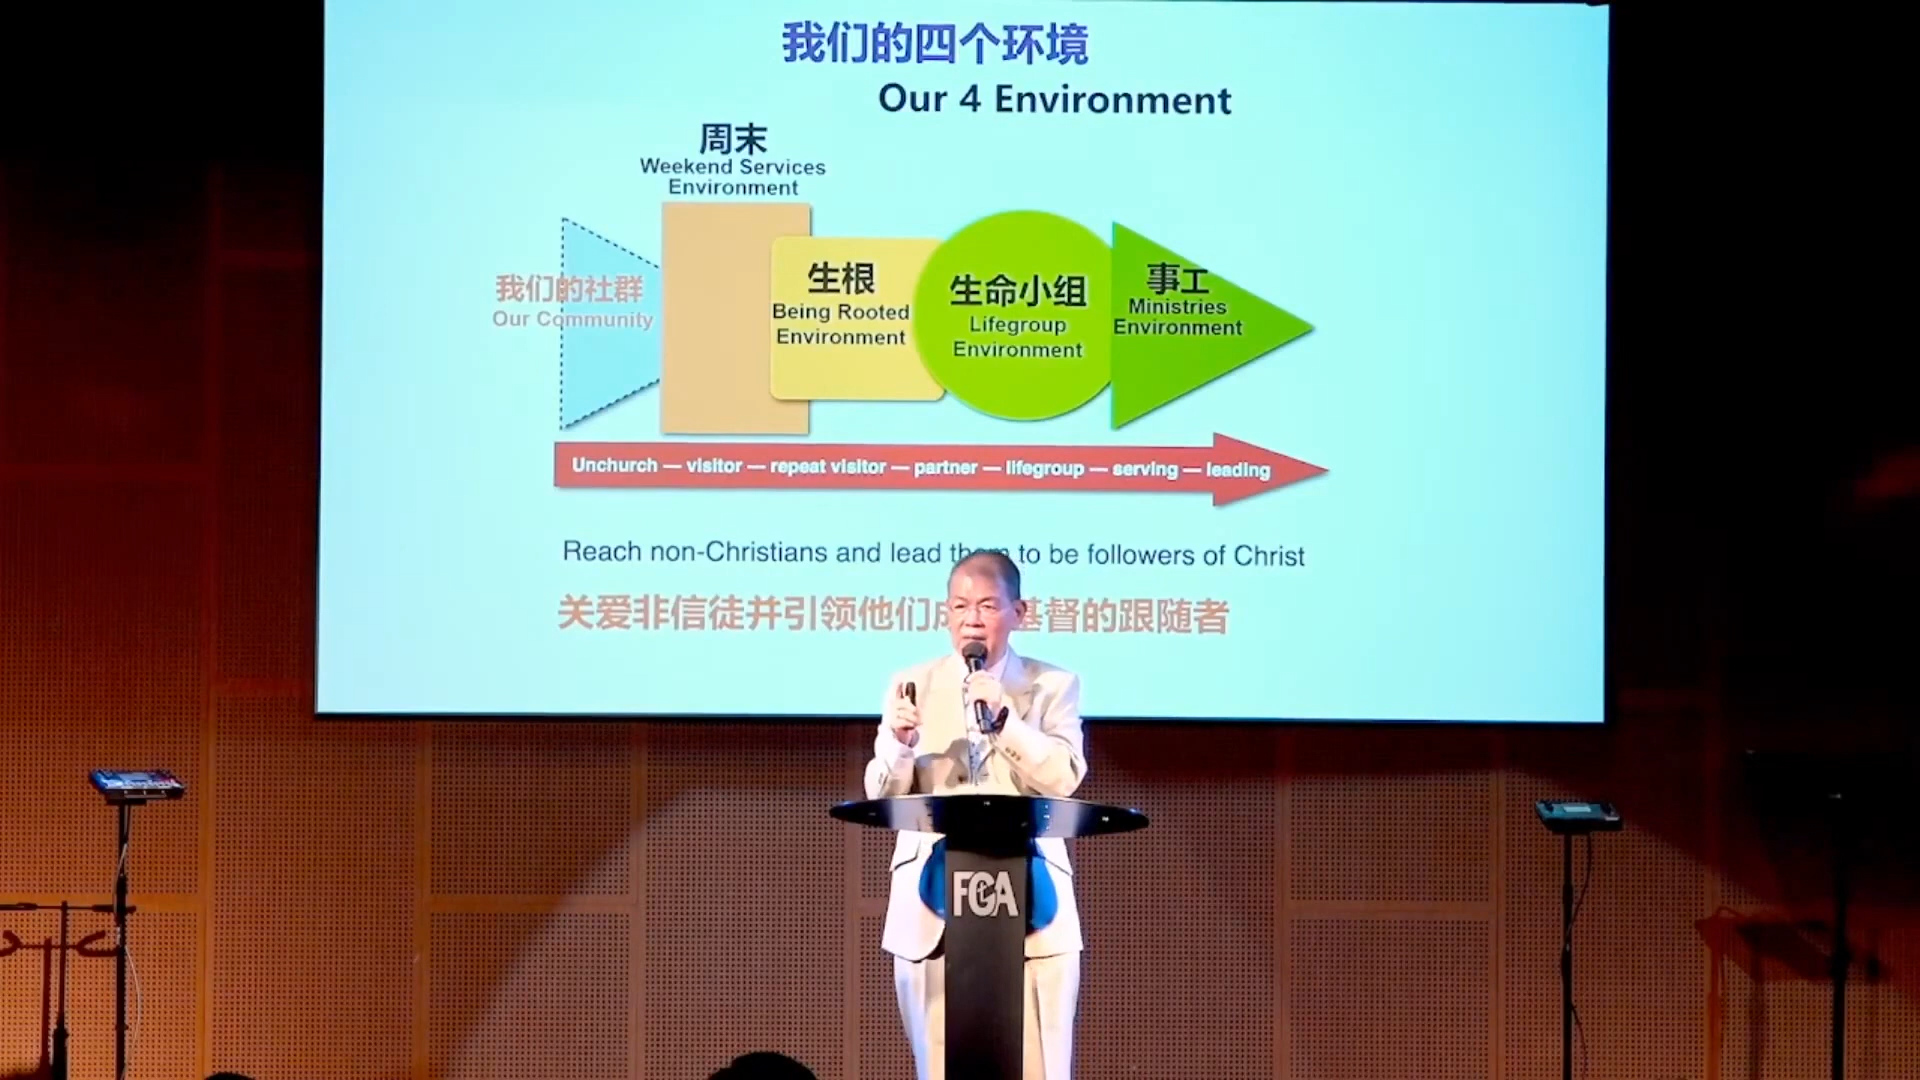 我们的四个环境
Our 4 Environment
周末
Weekend Services
Environment
我们的社群
Our Community
生根
Being Rooted
Environment
生命小组
Lifegroup
Environment
事工
Ministries
Environment
Unchurch — visitor — repeat visitor — partner — lifegroup — serving — leading
Reach non-Christians and lead them to be followers of Christ
关爱非信徒并引领他们成 基督的跟随者
FGA